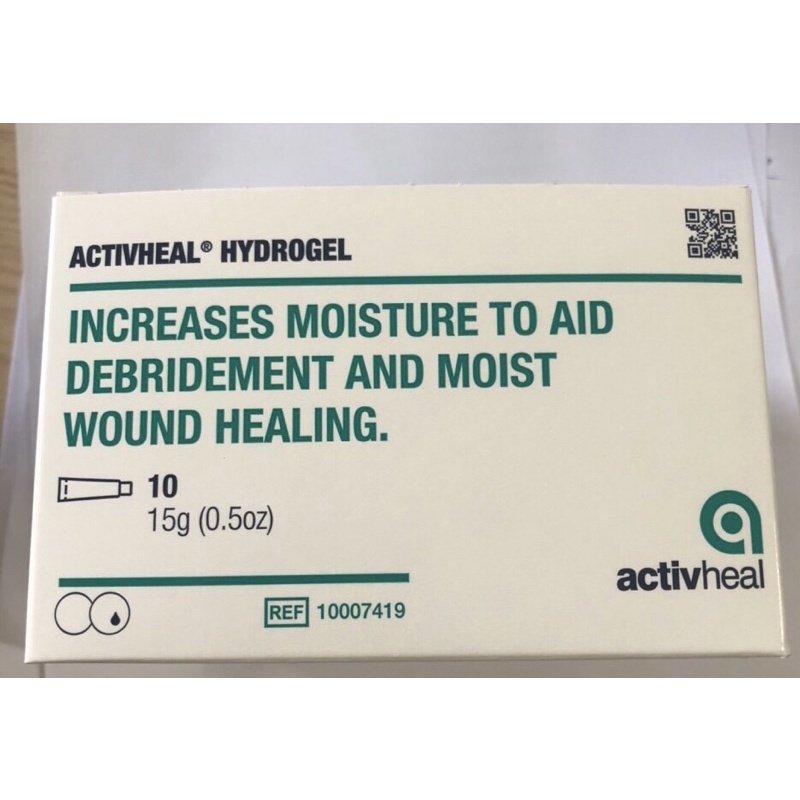 ACTIVHEAL® HYDROGEL
INCREASES MOISTURE TO AID
DEBRIDEMENT AND MOIST
WOUND HEALING.
10
15g (0.5oz)
REF 10007419
activheal